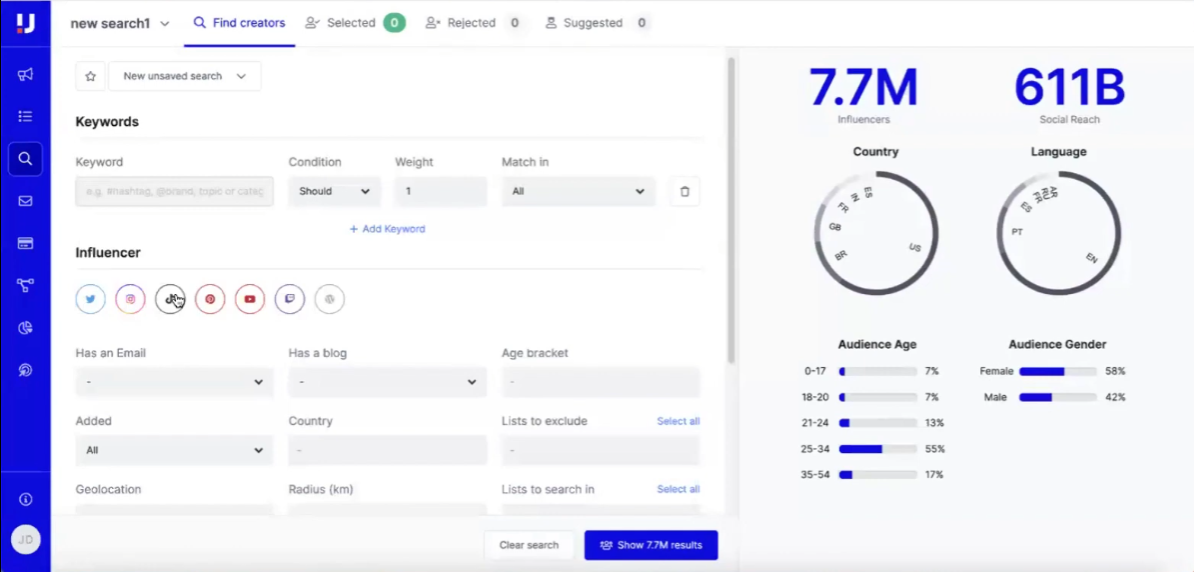 new search1
Find creators
Selected 0
Rejected 0
Suggested 0
New unsaved search
Keywords
Keyword
Condition
Weight
Match in
e.g. #hashtag, @brand, topic or categ
Should
1
All
+ Add Keyword
Influencer
Has an Email
Has a blog
Age bracket
-
-
-
Added
Country
Lists to exclude
Select all
All
-
-
Geolocation
Radius (km)
Lists to search in
Select all
Clear search
Show 7.7M results
JD
7.7M
Influencers
611B
Social Reach
Country
ES
IN
FR
GB
BR
US
Language
AR
RU
FR
ES
PT
EN
Audience Age
0-17 7%
18-20 7%
21-24 13%
25-34 55%
35-54 17%
Audience Gender
Female 58%
Male 42%